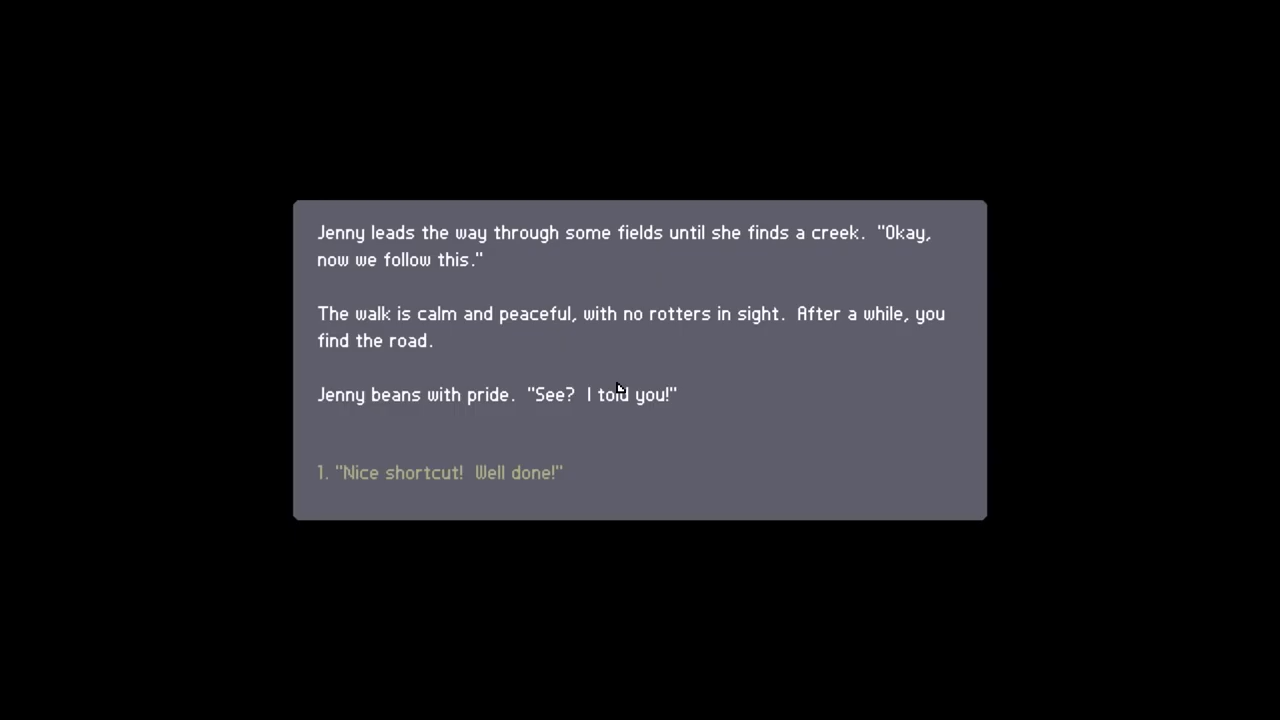 Jenny leads the way through some fields until she finds a creek.  "Okay,
now we follow this."
The walk is calm and peaceful, with no rotters in sight.  After a while, you
find the road.
Jenny beans with pride.  "See?  I told you!"
1. "Nice shortcut!  Well done!"